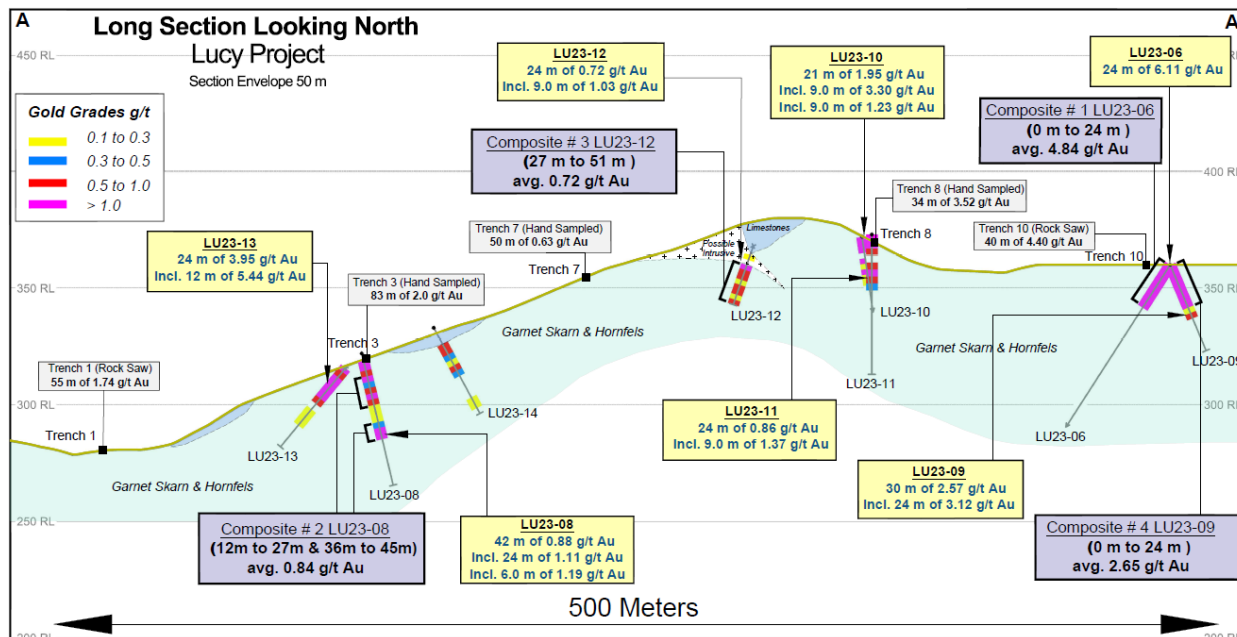 A
Long Section Looking North
Lucy Project
Section Envelope 50 m
A
450 RL
450 RL
400 RL
400 RL
350 RL
350 RL
300 RL
300 RL
250 RL
250 RL
200 RL
200 RL
Gold Grades g/t
0.1 to 0.3
0.3 to 0.5
0.5 to 1.0
> 1.0
LU23-12
24 m of 0.72 g/t Au
Incl. 9.0 m of 1.03 g/t Au
LU23-10
21 m of 1.95 g/t Au
Incl. 9.0 m of 3.30 g/t Au
Incl. 9.0 m of 1.23 g/t Au
LU23-06
24 m of 6.11 g/t Au
Composite # 3 LU23-12
(27 m to 51 m )
avg. 0.72 g/t Au
Composite # 1 LU23-06
(0 m to 24 m )
avg. 4.84 g/t Au
Trench 8 (Hand Sampled)
34 m of 3.52 g/t Au
Trench 7 (Hand Sampled)
50 m of 0.63 g/t Au
Trench 10 (Rock Saw)
40 m of 4.40 g/t Au
LU23-13
24 m of 3.95 g/t Au
Incl. 12 m of 5.44 g/t Au
Trench 3 (Hand Sampled)
83 m of 2.0 g/t Au
Trench 1 (Rock Saw)
55 m of 1.74 g/t Au
Limestones
Possible
Intrusive
Trench 7
Trench 8
Trench 10
Trench 3
Trench 1
Garnet Skarn & Hornfels
Garnet Skarn & Hornfels
Garnet Skarn & Hornfels
LU23-12
LU23-10
LU23-11
LU23-09
LU23-06
LU23-14
LU23-13
LU23-08
LU23-11
24 m of 0.86 g/t Au
Incl. 9.0 m of 1.37 g/t Au
LU23-09
30 m of 2.57 g/t Au
Incl. 24 m of 3.12 g/t Au
Composite # 2 LU23-08
(12m to 27m & 36m to 45m)
avg. 0.84 g/t Au
LU23-08
42 m of 0.88 g/t Au
Incl. 24 m of 1.11 g/t Au
Incl. 6.0 m of 1.19 g/t Au
Composite # 4 LU23-09
(0 m to 24 m )
avg. 2.65 g/t Au
500 Meters